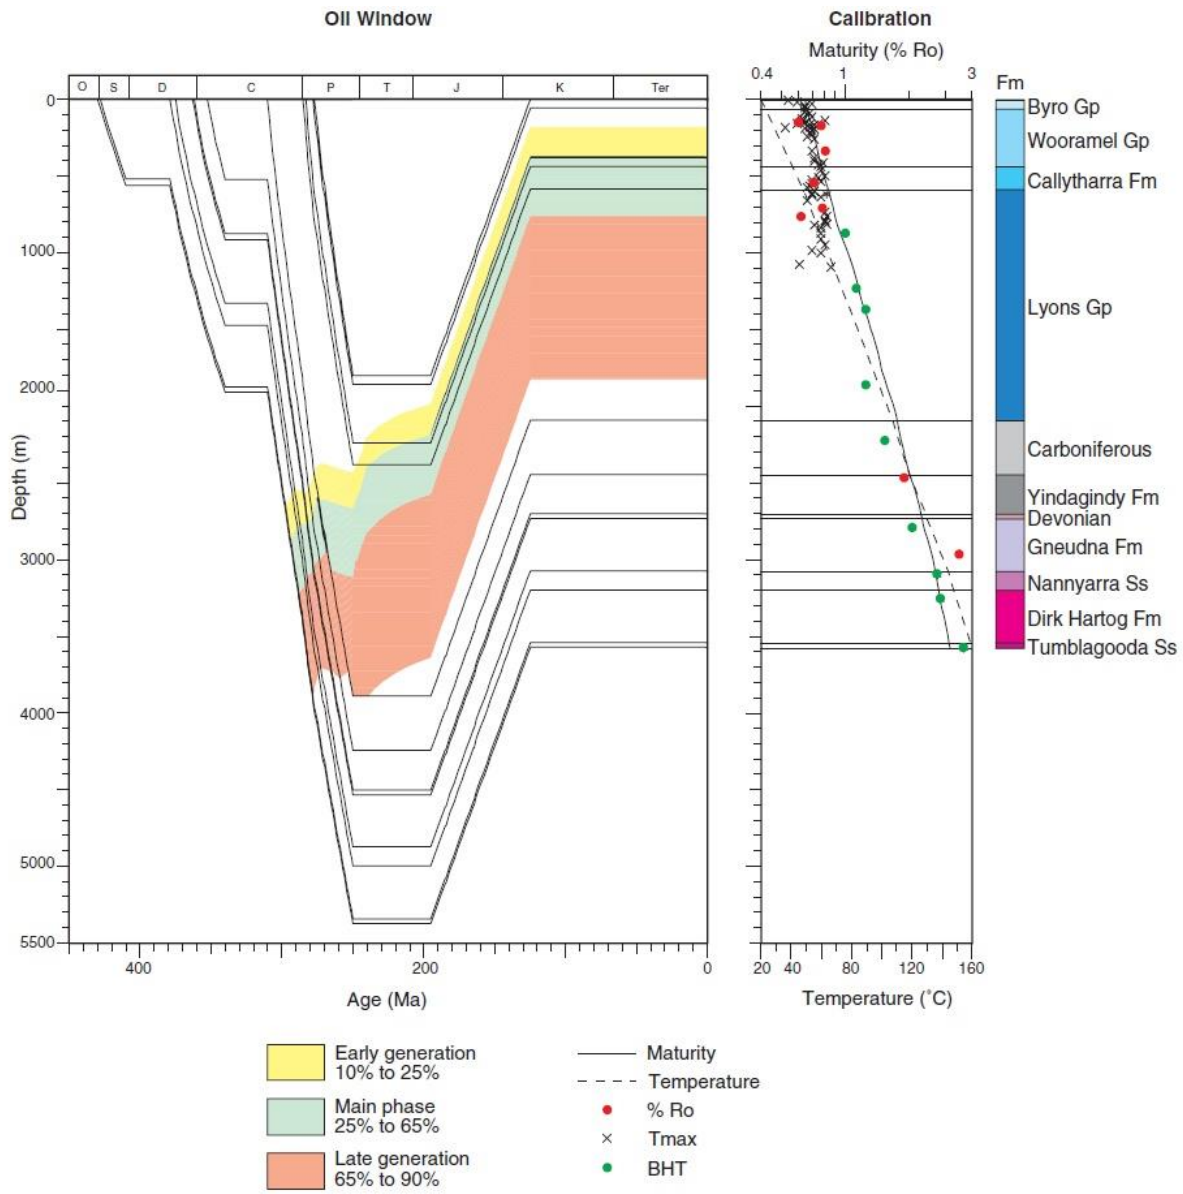 Oil Window
Calibration
Maturity (% Ro)
0.4 1 3
Fm
O S D C P T J K Ter
0
1000
2000
3000
4000
5000
5500
Depth (m)
400 200 0
Age (Ma)
20 40 80 120 160
Temperature (˚C)
Byro Gp
Wooramel Gp
Callytharra Fm
Lyons Gp
Carboniferous
Yindagindy Fm
Devonian
Gneudna Fm
Nannyarra Ss
Dirk Hartog Fm
Tumblagooda Ss
Early generation
10% to 25%
Main phase
25% to 65%
Late generation
65% to 90%
Maturity
Temperature
% Ro
Tmax
BHT